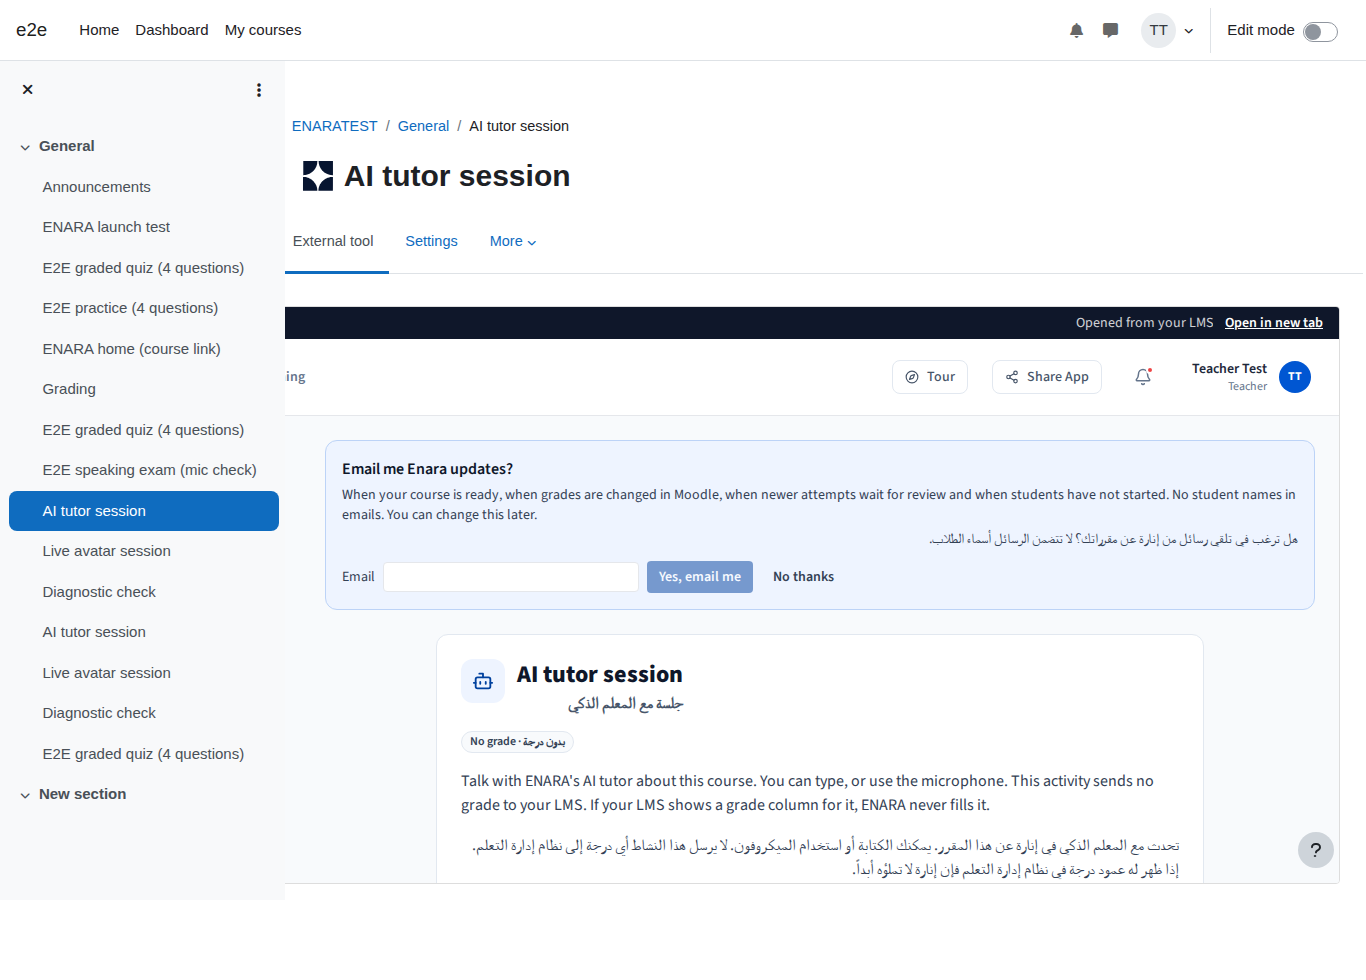 e2e
Home Dashboard My courses
TT
Edit mode
General
Announcements
ENARA launch test
E2E graded quiz (4 questions)
E2E practice (4 questions)
ENARA home (course link)
Grading
E2E graded quiz (4 questions)
E2E speaking exam (mic check)
AI tutor session
Live avatar session
Diagnostic check
AI tutor session
Live avatar session
Diagnostic check
E2E graded quiz (4 questions)
New section
ENARATEST / General / AI tutor session
AI tutor session
External tool Settings More
Opened from your LMS Open in new tab
ing
Tour
Share App
Teacher Test
Teacher
TT
Email me Enara updates?
When your course is ready, when grades are changed in Moodle, when newer attempts wait for review and when students have not started. No student names in
emails. You can change this later.
هل ترغب في تلقي رسائل من إنارة عن مقرراتك؟ لا تتضمن الرسائل أسماء الطلاب.
Email
Yes, email me
No thanks
AI tutor session
جلسة مع المعلم الذكي
No grade · بدون درجة
Talk with ENARA's AI tutor about this course. You can type, or use the microphone. This activity sends no
grade to your LMS. If your LMS shows a grade column for it, ENARA never fills it.
تحدث مع المعلم الذكي في إنارة عن هذا المقرر. يمكنك الكتابة أو استخدام الميكروفون. لا يرسل هذا النشاط أي درجة إلى نظام إدارة التعلم.
إذا ظهر له عمود درجة في نظام إدارة التعلم فإن إنارة لا تملؤه أبداً.
?